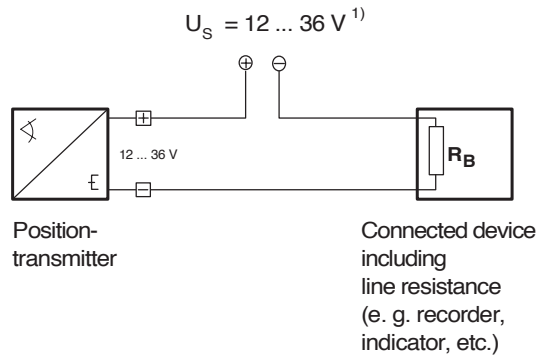 U_S = 12 ... 36 V ¹⁾
⊕ ⊖
+
12 ... 36 V
−
E
R_B
Position-
transmitter
Connected device
including
line resistance
(e. g. recorder,
indicator, etc.)